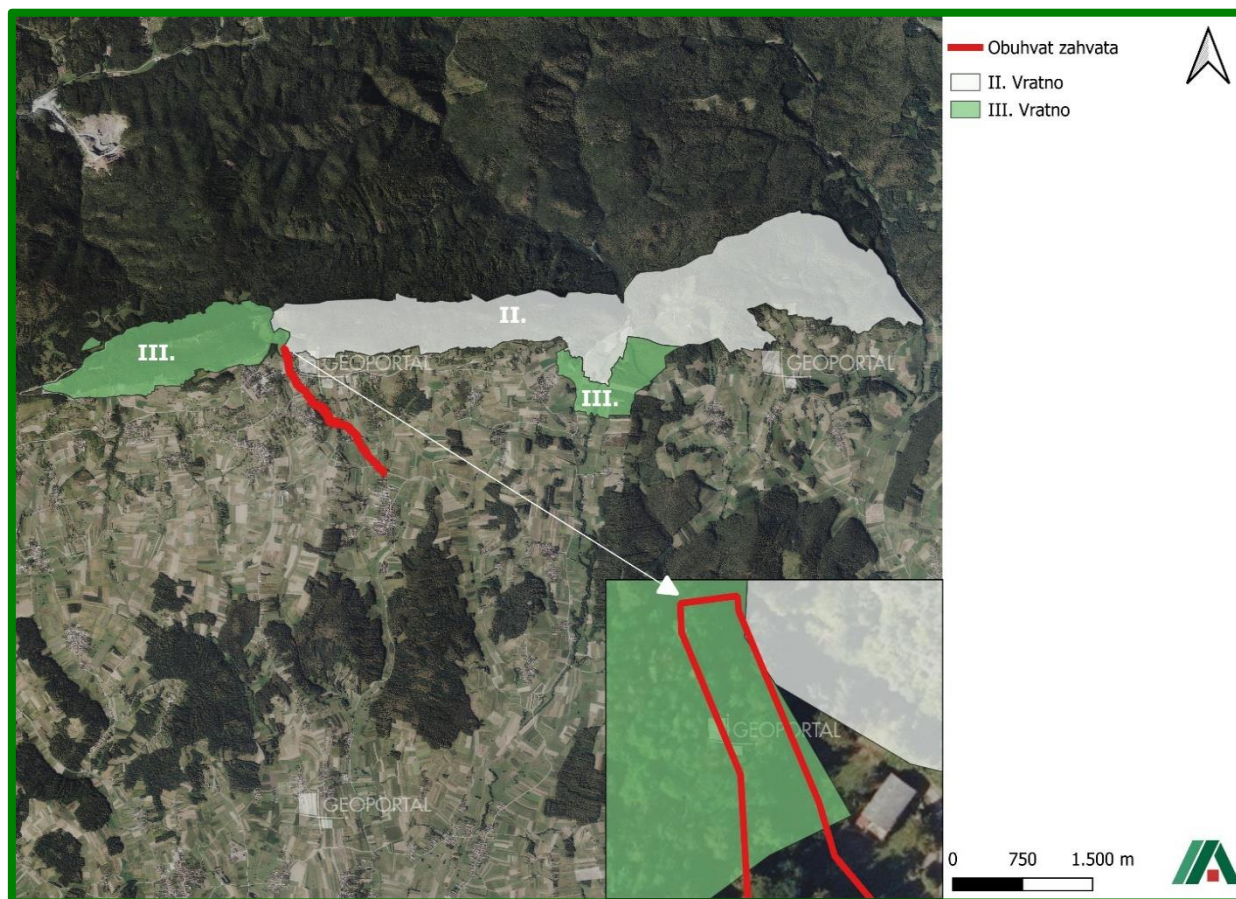 Obuhvat zahvata
II. Vratno
III. Vratno
II.
III.
GEOPORTAL
GEOPORTAL
III.
GEOPORTAL
GEOPORTAL
0 750 1.500 m